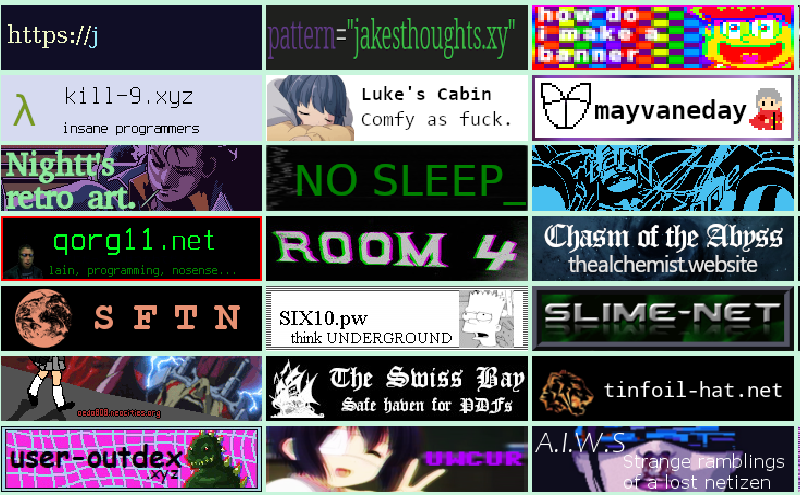 https://j
pattern="jakesthoughts.xy"
how do
i make a
banner
λ kill-9.xyz
insane programmers
Luke's Cabin
Comfy as fuck.
mayvaneday
Nightt's
retro art.
NO SLEEP_
qorg11.net
lain, programming, nosense...
ROOM 4
Chasm of the Abyss
thealchemist.website
S F T N
SIX10.pw
think UNDERGROUND
SLIME-NET
The Swiss Bay
Safe haven for PDFs
tinfoil-hat.net
user-outdex
xyz
UNCUR
A.I.W.S
Strange ramblings
of a lost netizen